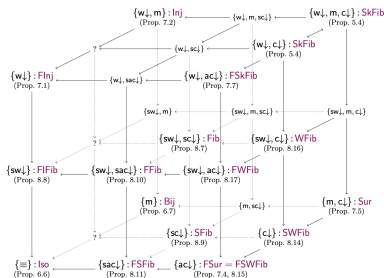 {w↓, m} : Inj
(Prop. 7.2)
{w↓, m, sc↓}
{w↓, m, c↓} : SkFib
(Prop. 5.4)
?
{w↓, sc↓}
{w↓, c↓} : SkFib
(Prop. 5.4)
{w↓} : FInj
(Prop. 7.1)
{w↓, sac↓}
{w↓, ac↓} : FSkFib
(Prop. 7.7)
{sw↓, m}
{sw↓, m, sc↓}
{sw↓, m, c↓}
?
{sw↓, sc↓} : Fib
(Prop. 8.7)
{sw↓, c↓} : WFib
(Prop. 8.16)
{sw↓} : FIFib
(Prop. 8.8)
{sw↓, sac↓} : FFib
(Prop. 8.10)
{sw↓, ac↓} : FWFib
(Prop. 8.17)
{m} : Bij
(Prop. 6.7)
{m, sc↓}
{m, c↓} : Sur
(Prop. 7.5)
?
{sc↓} : SFib
(Prop. 8.9)
{c↓} : SWFib
(Prop. 8.14)
{≡} : Iso
(Prop. 6.6)
{sac↓} : FSFib
(Prop. 8.11)
{ac↓} : FSur = FSWFib
(Prop. 7.4, 8.15)